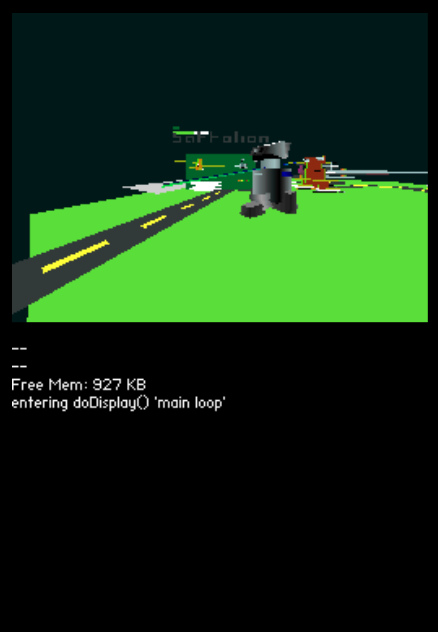 --
--
Free Mem: 927 KB
entering doDisplay() 'main loop'